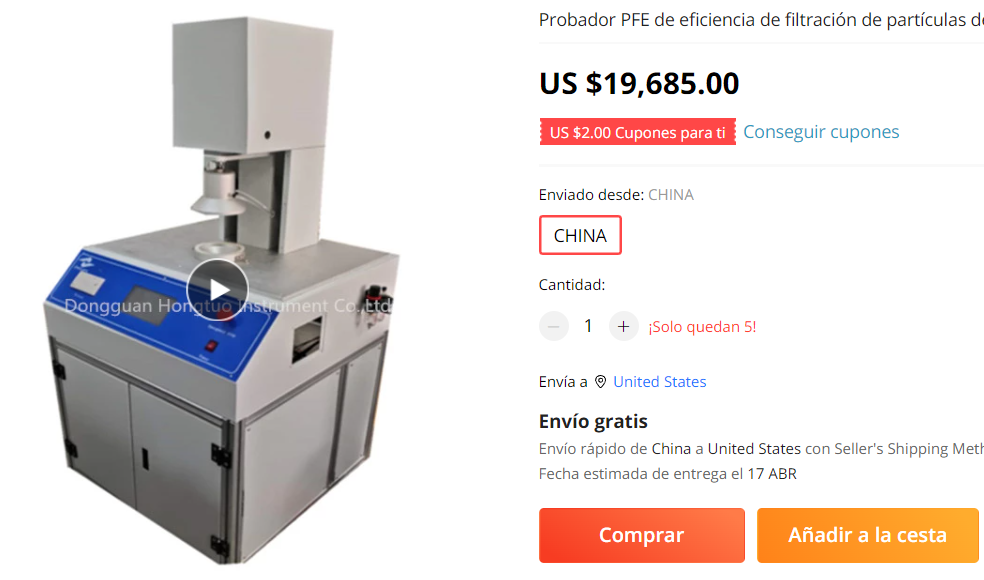 Probador PFE de eficiencia de filtración de partículas de
US $19,685.00
US $2.00 Cupones para ti
Conseguir cupones
Enviado desde: CHINA
CHINA
Cantidad:
− 1 + ¡Solo quedan 5!
Envía a United States
Envío gratis
Envío rápido de China a United States con Seller's Shipping Meth
Fecha estimada de entrega el 17 ABR
Comprar
Añadir a la cesta
Dongguan Hongtuo Instrument Co.,Ltd